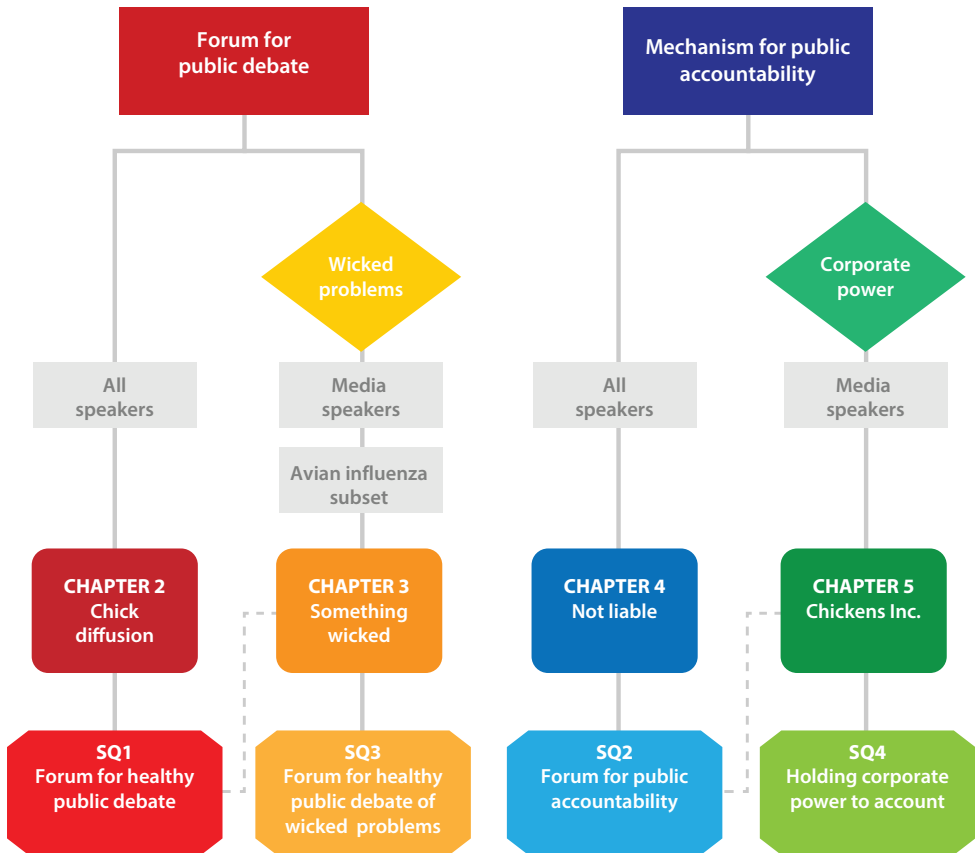 Forum for
public debate
Mechanism for public
accountability
Wicked
problems
Corporate
power
All
speakers
Media
speakers
All
speakers
Media
speakers
Avian influenza
subset
CHAPTER 2
Chick
diffusion
CHAPTER 3
Something
wicked
CHAPTER 4
Not liable
CHAPTER 5
Chickens Inc.
SQ1
Forum for healthy
public debate
SQ3
Forum for healthy
public debate of
wicked problems
SQ2
Forum for public
accountability
SQ4
Holding corporate
power to account